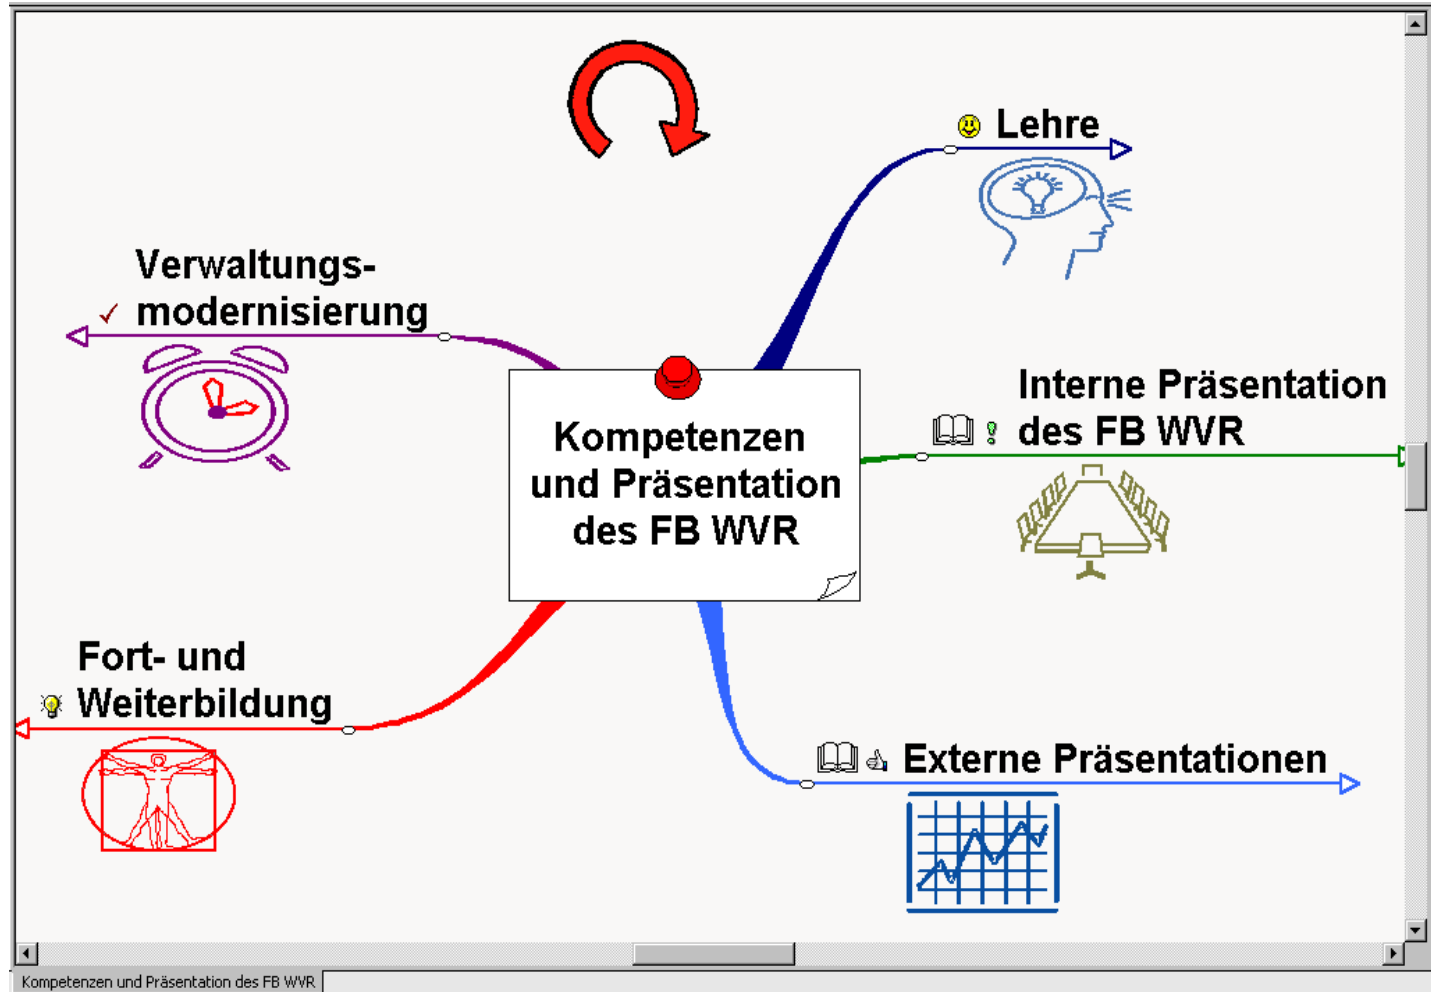 Lehre
Verwaltungs-
modernisierung
Interne Präsentation
des FB WVR
Kompetenzen
und Präsentation
des FB WVR
Fort- und
Weiterbildung
Externe Präsentationen
Kompetenzen und Präsentation des FB WVR